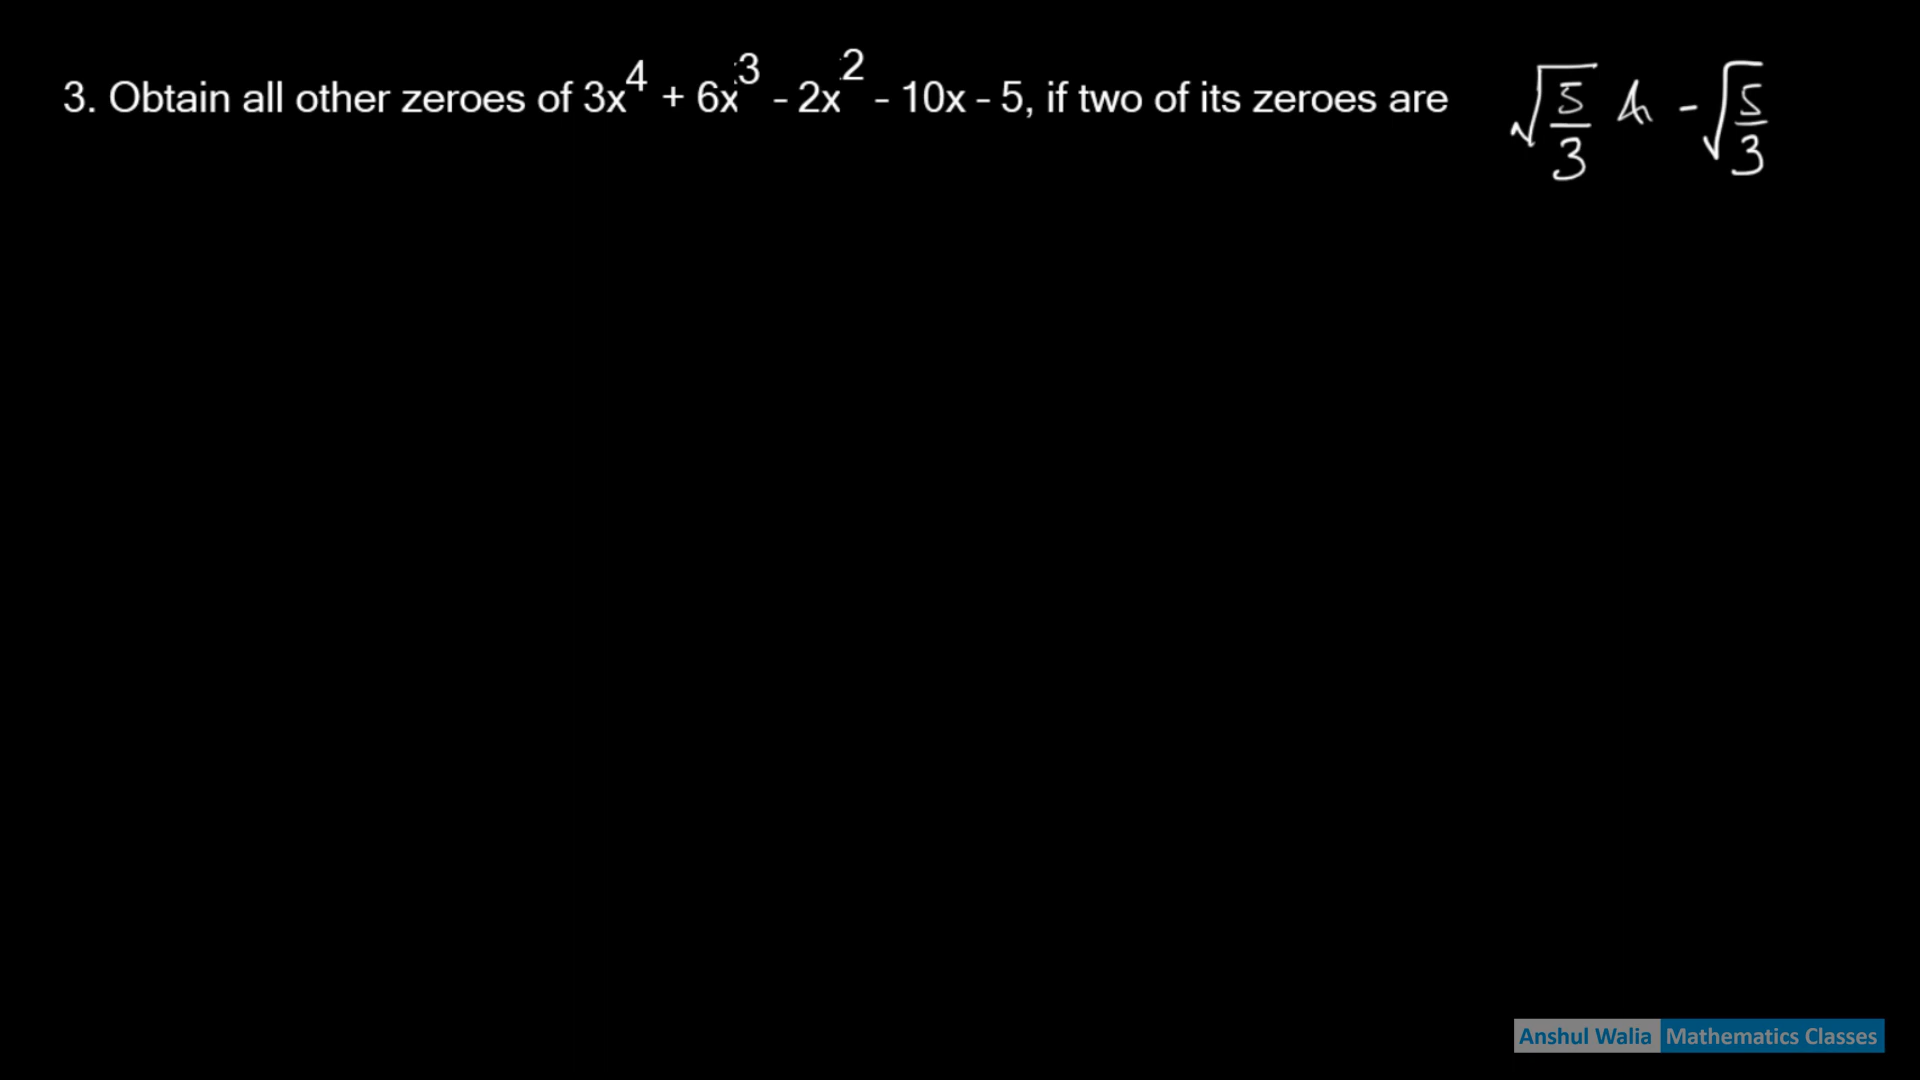 3. Obtain all other zeroes of 3x⁴ + 6x³ - 2x² - 10x - 5, if two of its zeroes are √5/3 & -√5/3
Anshul Walia Mathematics Classes